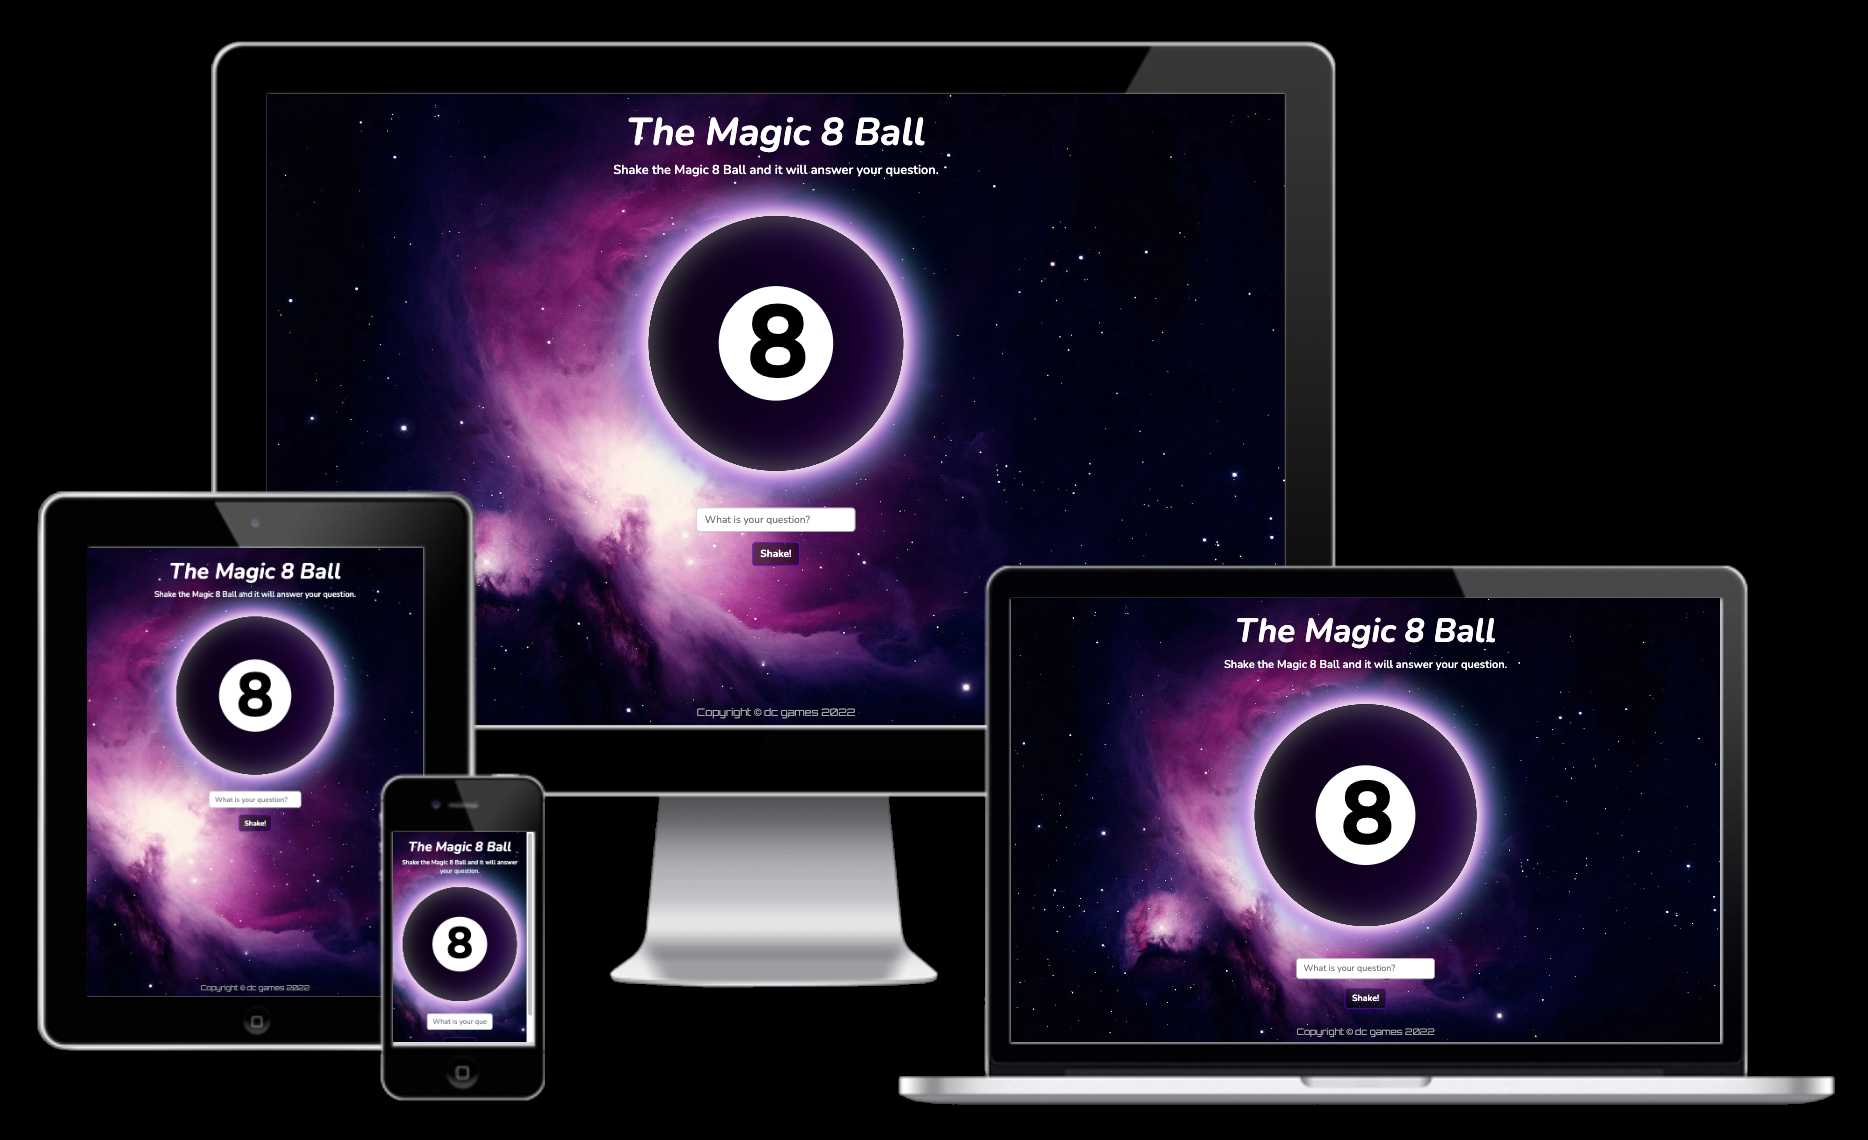 The Magic 8 Ball
Shake the Magic 8 Ball and it will answer your question.
8
What is your question?
Shake!
Copyright © dc games 2022
The Magic 8 Ball
Shake the Magic 8 Ball and it will answer your question.
8
What is your question?
Shake!
Copyright © dc games 2022
The Magic 8 Ball
Shake the Magic 8 Ball and it will answer
your question.
8
What is your que
The Magic 8 Ball
Shake the Magic 8 Ball and it will answer your question.
8
What is your question?
Shake!
Copyright © dc games 2022